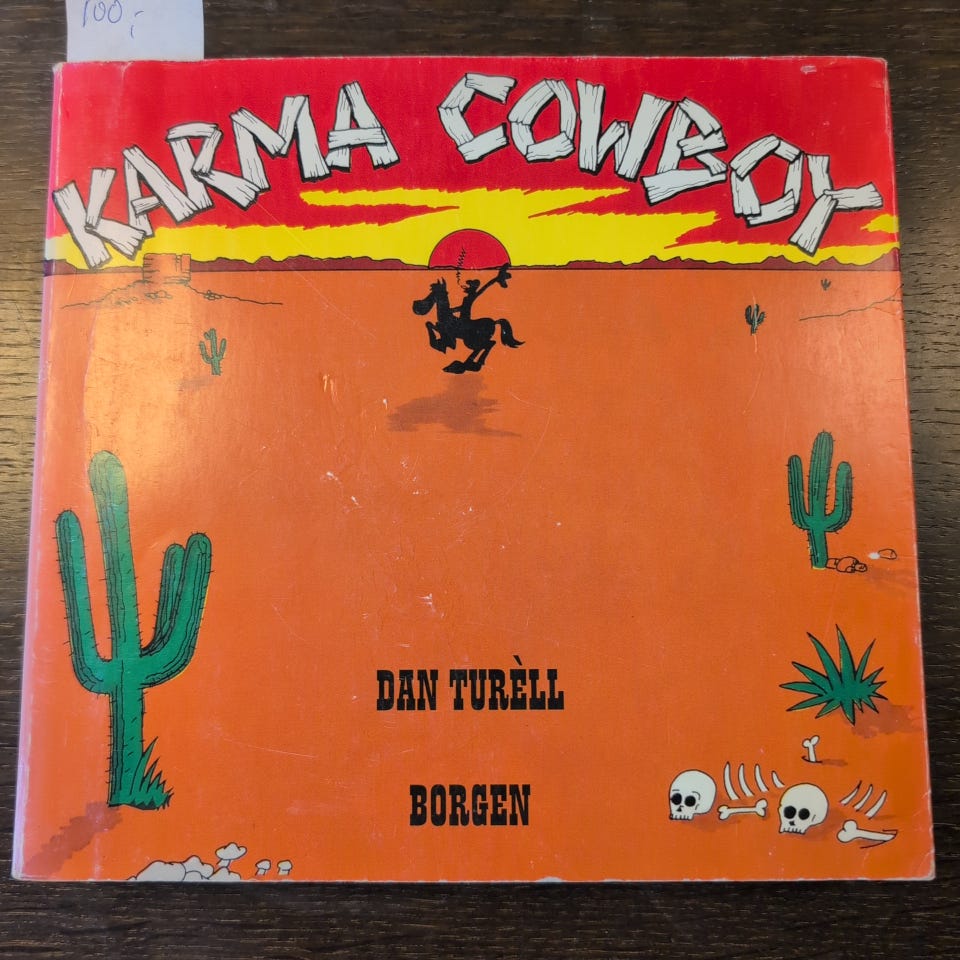 100,-
KARMA COWBOY
DAN TURÈLL
BORGEN